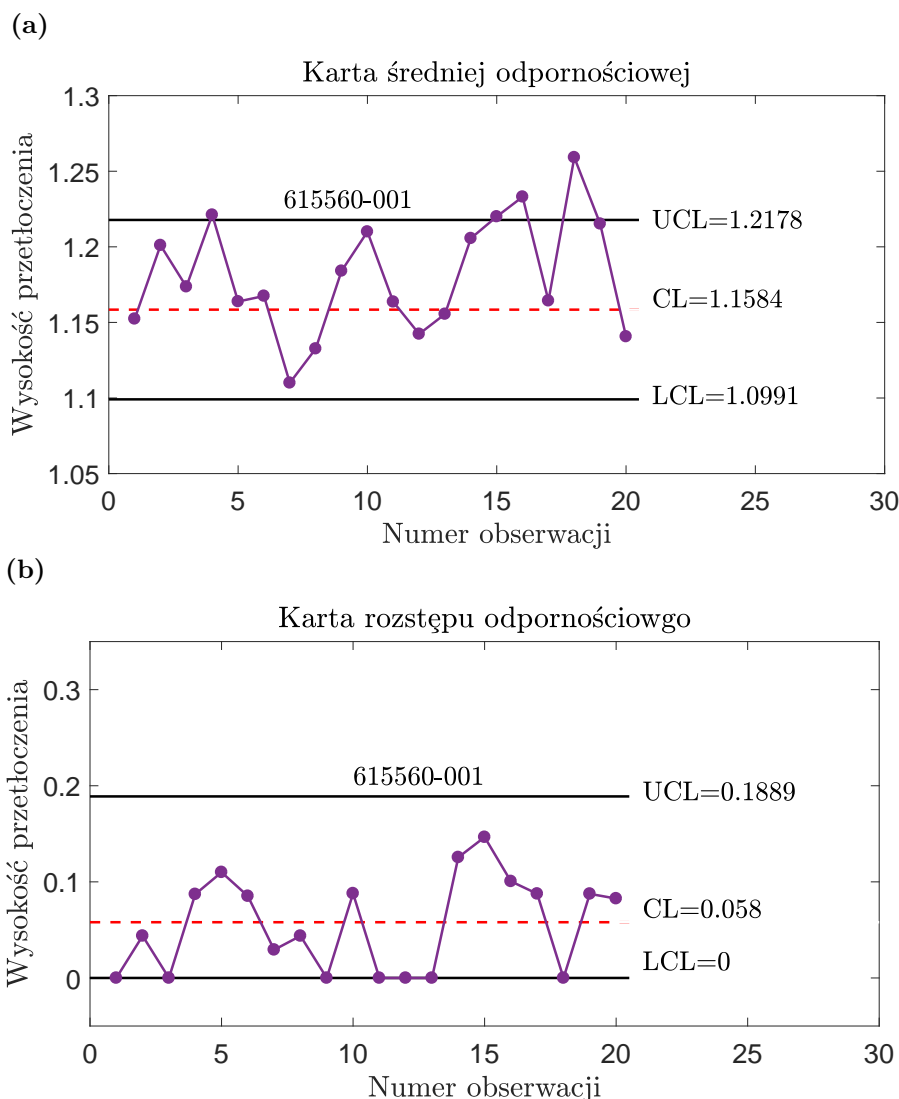 (a)
Karta średniej odpornościowej
Wysokość przetłoczenia
1.3
1.25
1.2
1.15
1.1
1.05
615560-001
UCL=1.2178
CL=1.1584
LCL=1.0991
0 5 10 15 20 25 30
Numer obserwacji
(b)
Karta rozstępu odpornościowgo
Wysokość przetłoczenia
0.3
0.2
0.1
0
615560-001
UCL=0.1889
CL=0.058
LCL=0
0 5 10 15 20 25 30
Numer obserwacji